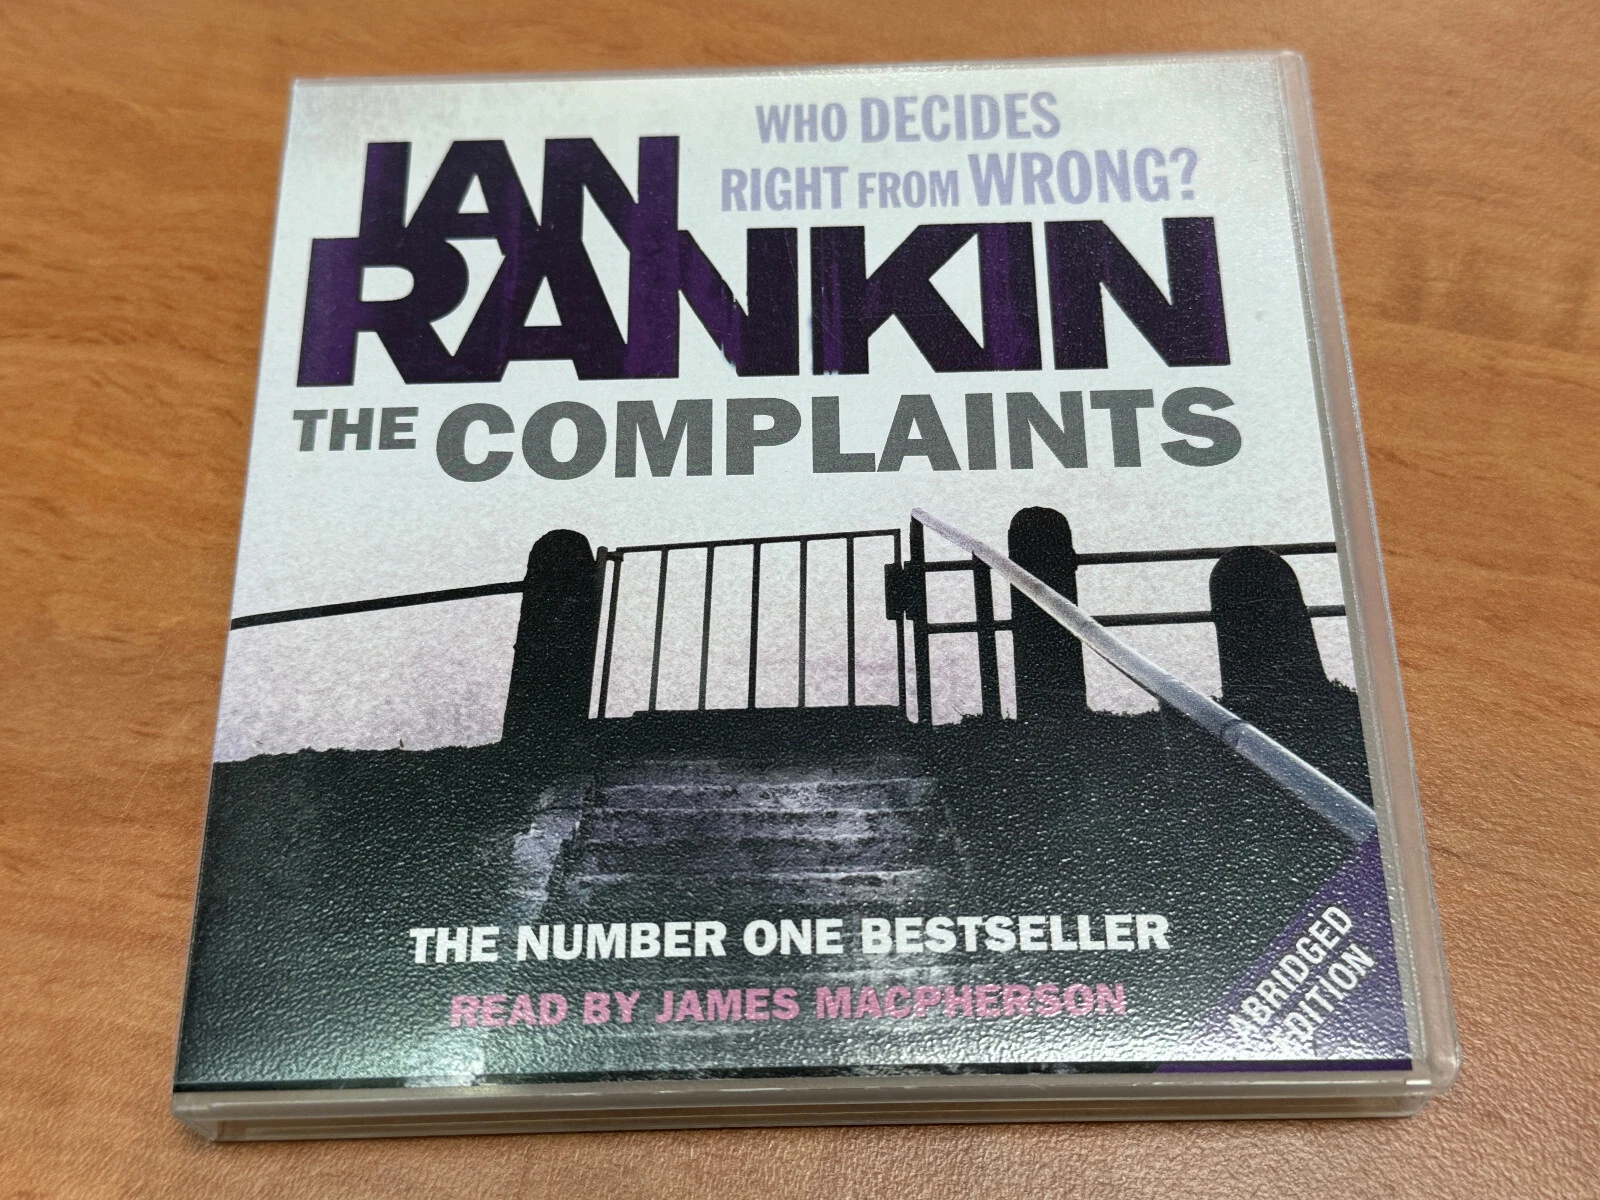 WHO DECIDES
RIGHT FROM WRONG?
IAN
RANKIN
THE COMPLAINTS
THE NUMBER ONE BESTSELLER
READ BY JAMES MACPHERSON
ABRIDGED
EDITION